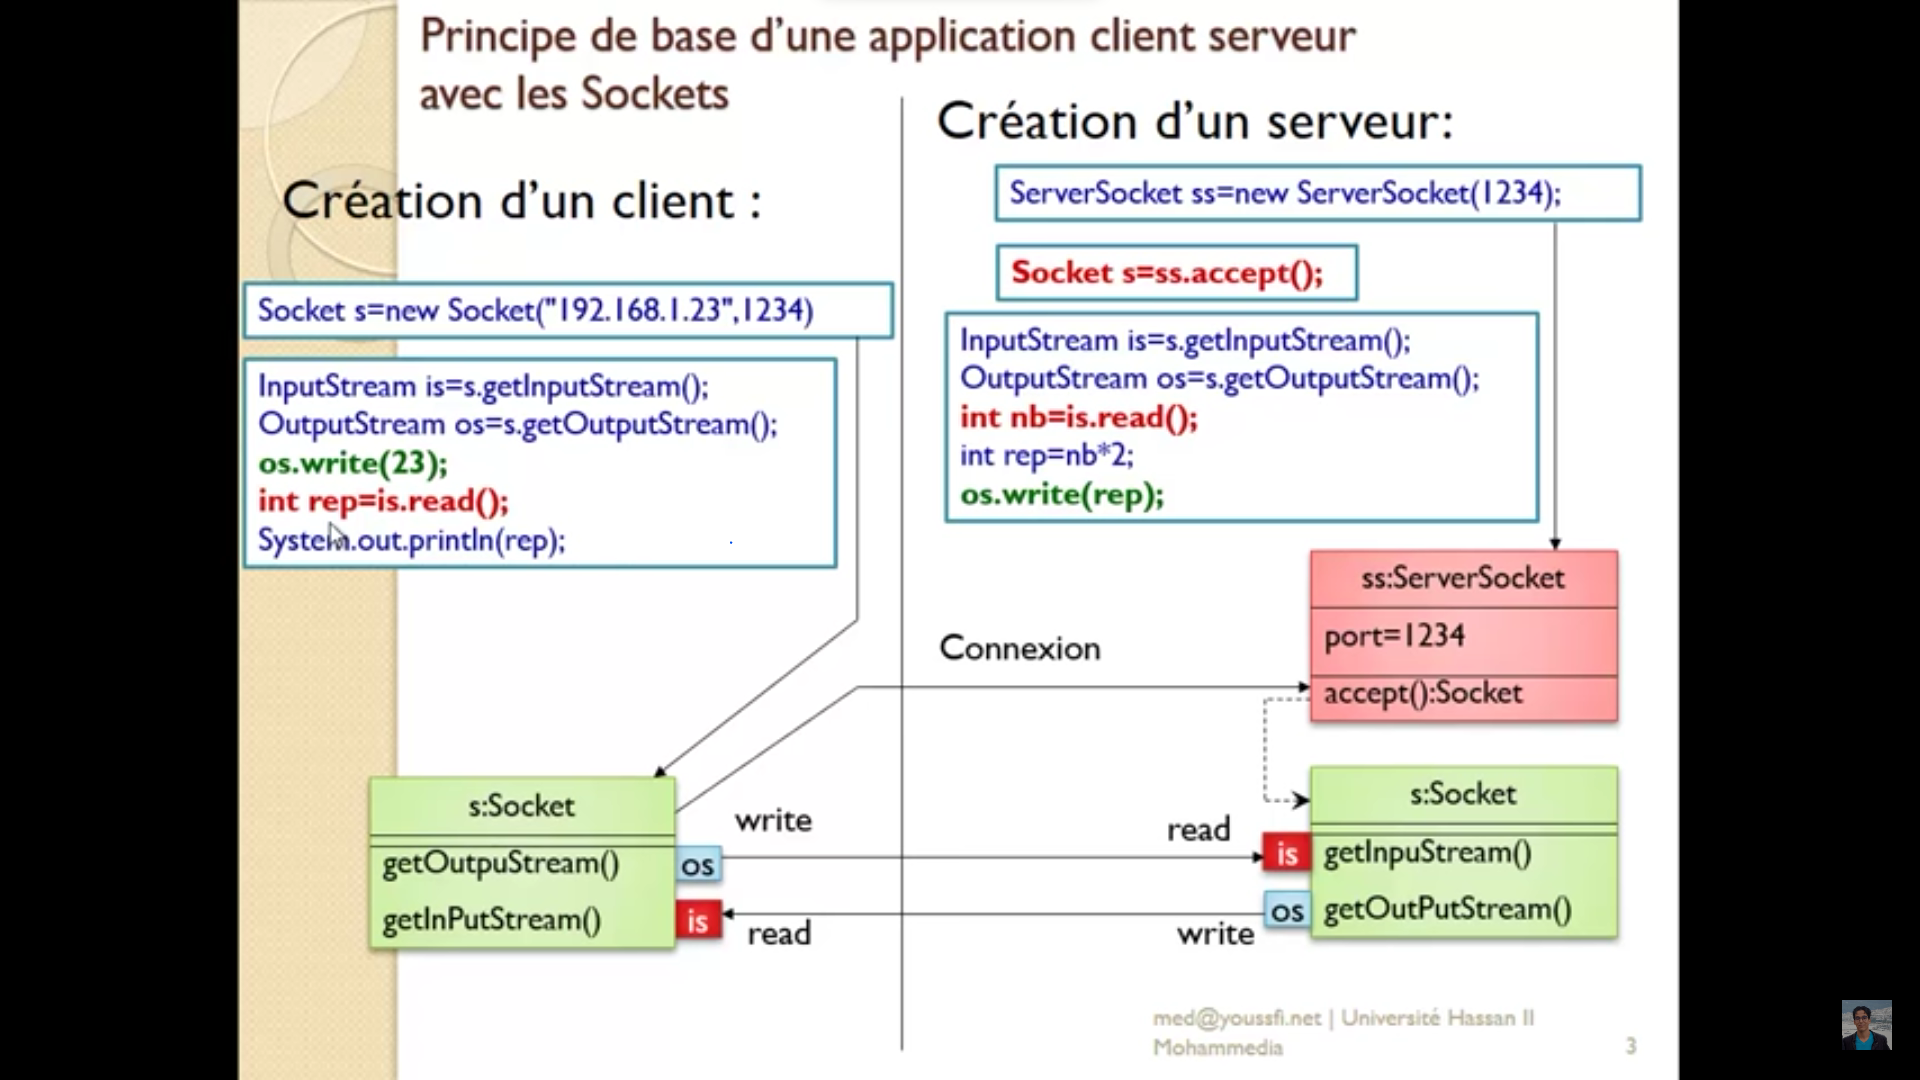 Principe de base d'une application client serveur
avec les Sockets
Création d'un client :
Socket s=new Socket("192.168.1.23",1234)
InputStream is=s.getInputStream();
OutputStream os=s.getOutputStream();
os.write(23);
int rep=is.read();
System.out.println(rep);
Création d'un serveur:
ServerSocket ss=new ServerSocket(1234);
Socket s=ss.accept();
InputStream is=s.getInputStream();
OutputStream os=s.getOutputStream();
int nb=is.read();
int rep=nb*2;
os.write(rep);
ss:ServerSocket
port=1234
accept():Socket
Connexion
s:Socket
getOutpuStream()
getInPutStream()
os
is
write
read
read
write
is
os
s:Socket
getInpuStream()
getOutPutStream()
med@youssfi.net | Université Hassan II
Mohammedia
3